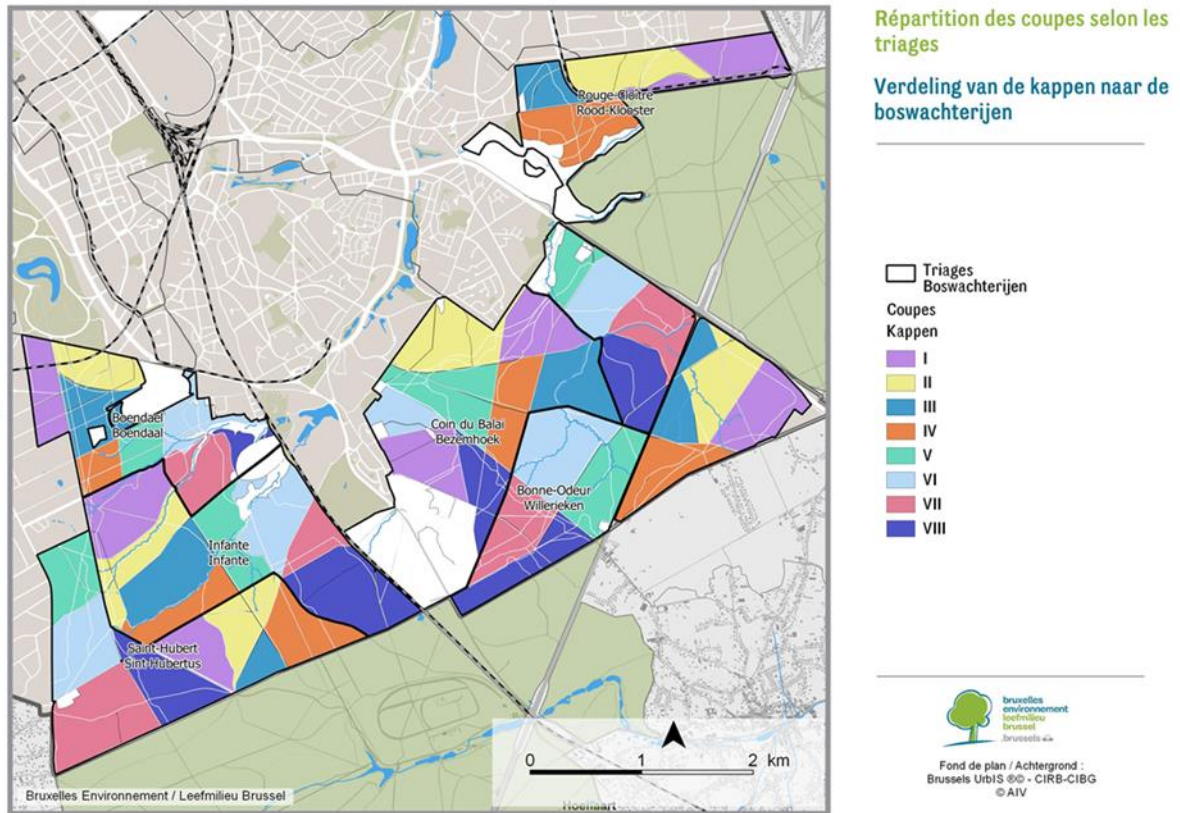 Répartition des coupes selon les
triages
Verdeling van de kappen naar de
boswachterijen
Triages
Boswachterijen
Coupes
Kappen
I
II
III
IV
V
VI
VII
VIII
Rouge-Cloître
Rood-Klooster
Boendael
Boendaal
Coin du Balai
Bezemhoek
Bonne-Odeur
Willerieken
Infante
Infante
Saint-Hubert
Sint-Hubertus
0 1 2 km
Bruxelles Environnement / Leefmilieu Brussel
bruxelles
environnement
leefmilieu
brussel
.brussels
Fond de plan / Achtergrond :
Brussels UrbIS ®© - CIRB-CIBG
© AIV